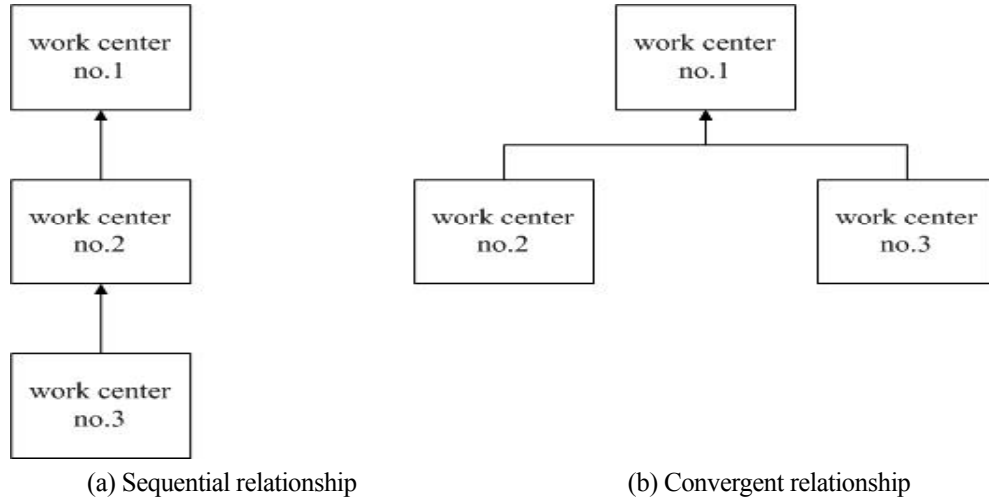 work center
no.1
work center
no.2
work center
no.3
(a) Sequential relationship
work center
no.1
work center
no.2
work center
no.3
(b) Convergent relationship